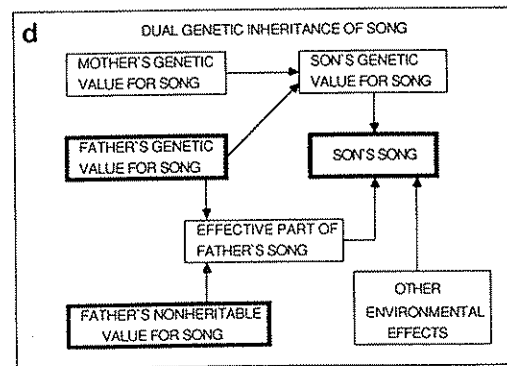 d
DUAL GENETIC INHERITANCE OF SONG
MOTHER`S GENETIC
VALUE FOR SONG
SON`S GENETIC
VALUE FOR SONG
FATHER`S GENETIC
VALUE FOR SONG
SON'S SONG
EFFECTIVE PART OF
FATHER`S SONG
FATHER`S NONHERITABLE
VALUE FOR SONG
OTHER
ENVIRONMENTAL
EFFECTS